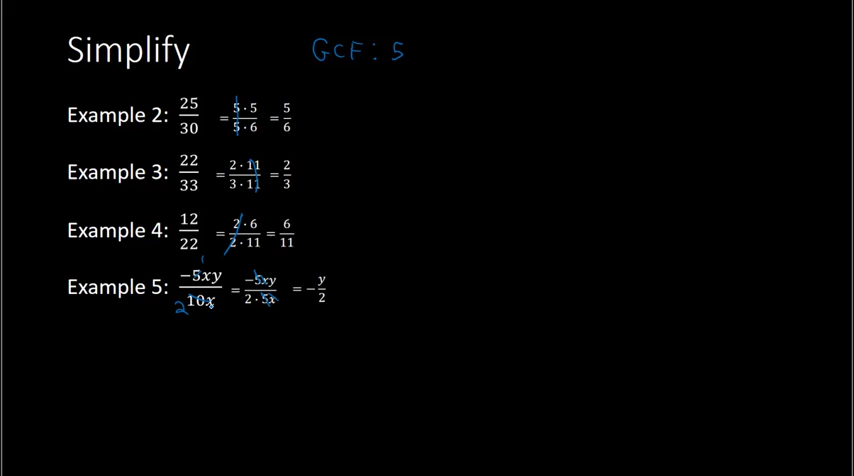 Simplify GCF: 5
Example 2: 25/30 = 5·5/5·6 = 5/6
Example 3: 22/33 = 2·11/3·11 = 2/3
Example 4: 12/22 = 2·6/2·11 = 6/11
Example 5: −5xy/10x = −5xy/2·5x = −y/2
1
2